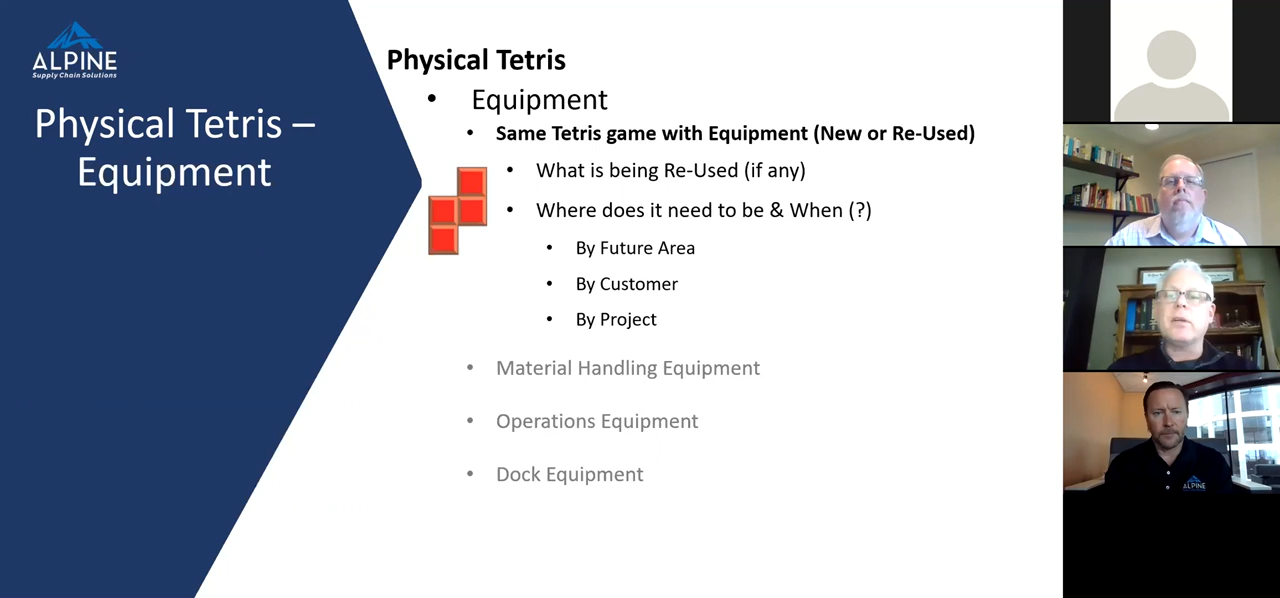 ALPINE
Supply Chain Solutions
Physical Tetris –
Equipment
Physical Tetris
• Equipment
• Same Tetris game with Equipment (New or Re-Used)
• What is being Re-Used (if any)
• Where does it need to be & When (?)
• By Future Area
• By Customer
• By Project
• Material Handling Equipment
• Operations Equipment
• Dock Equipment
ALPINE